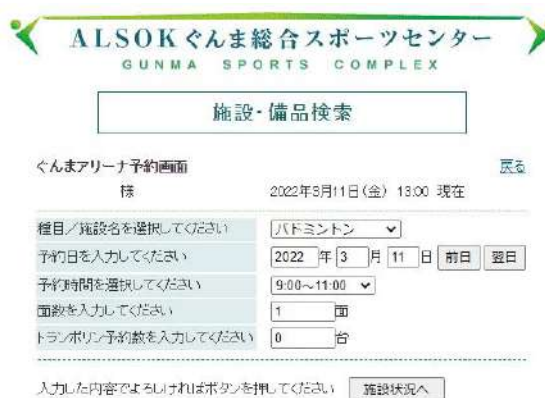 ALSOKぐんま総合スポーツセンター
GUNMA SPORTS COMPLEX
施設・備品検索
ぐんまアリーナ予約画面 戻る
様 2022年3月11日(金) 13:00 現在
種目/施設名を選択してください バドミントン
予約日を入力してください 2022 年 3 月 11 日 前日 翌日
予約時間を選択してください 9:00~11:00
面数を入力してください 1 面
トランポリン予約数を入力してください 0 台
入力した内容でよろしければボタンを押してください 施設状況へ